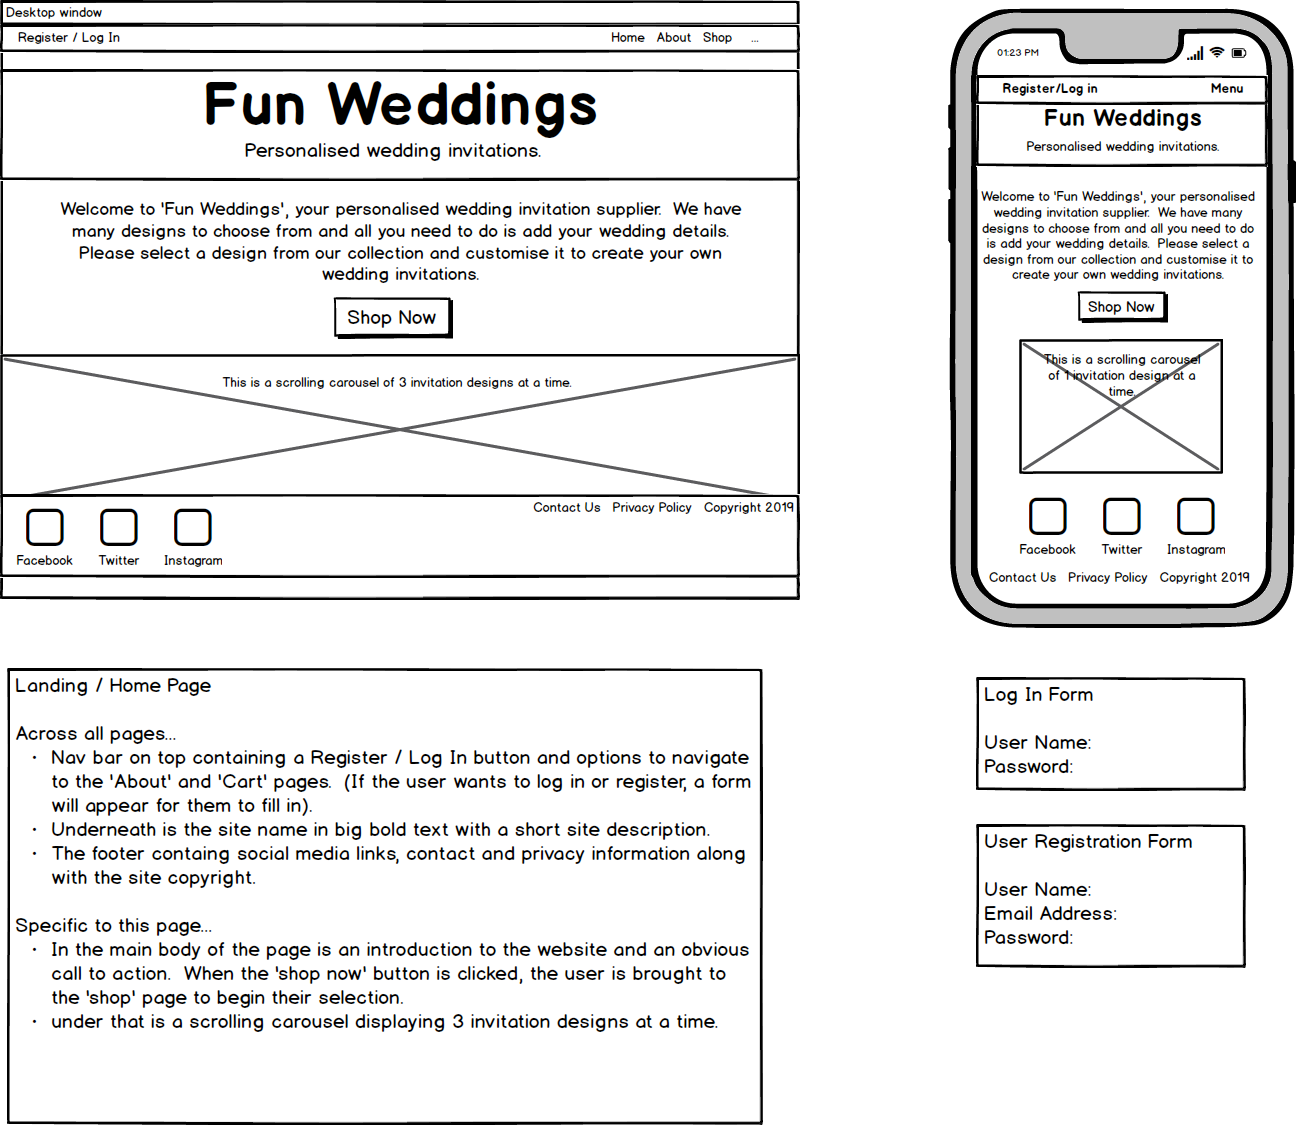 Desktop window
Register / Log In
Home About Shop ...
Fun Weddings
Personalised wedding invitations.
Welcome to 'Fun Weddings', your personalised wedding invitation supplier. We have
many designs to choose from and all you need to do is add your wedding details.
Please select a design from our collection and customise it to create your own
wedding invitations.
Shop Now
This is a scrolling carousel of 3 invitation designs at a time.
Contact Us Privacy Policy Copyright 2019
Facebook Twitter Instagram
01:23 PM
Register/Log in Menu
Fun Weddings
Personalised wedding invitations.
Welcome to 'Fun Weddings', your personalised
wedding invitation supplier. We have many
designs to choose from and all you need to do
is add your wedding details. Please select a
design from our collection and customise it to
create your own wedding invitations.
Shop Now
This is a scrolling carousel
of 1 invitation design at a
time.
Facebook Twitter Instagram
Contact Us Privacy Policy Copyright 2019
Landing / Home Page
Across all pages...
· Nav bar on top containing a Register / Log In button and options to navigate
to the 'About' and 'Cart' pages. (If the user wants to log in or register, a form
will appear for them to fill in).
· Underneath is the site name in big bold text with a short site description.
· The footer containg social media links, contact and privacy information along
with the site copyright.
Specific to this page...
· In the main body of the page is an introduction to the website and an obvious
call to action. When the 'shop now' button is clicked, the user is brought to
the 'shop' page to begin their selection.
· under that is a scrolling carousel displaying 3 invitation designs at a time.
Log In Form
User Name:
Password:
User Registration Form
User Name:
Email Address:
Password: